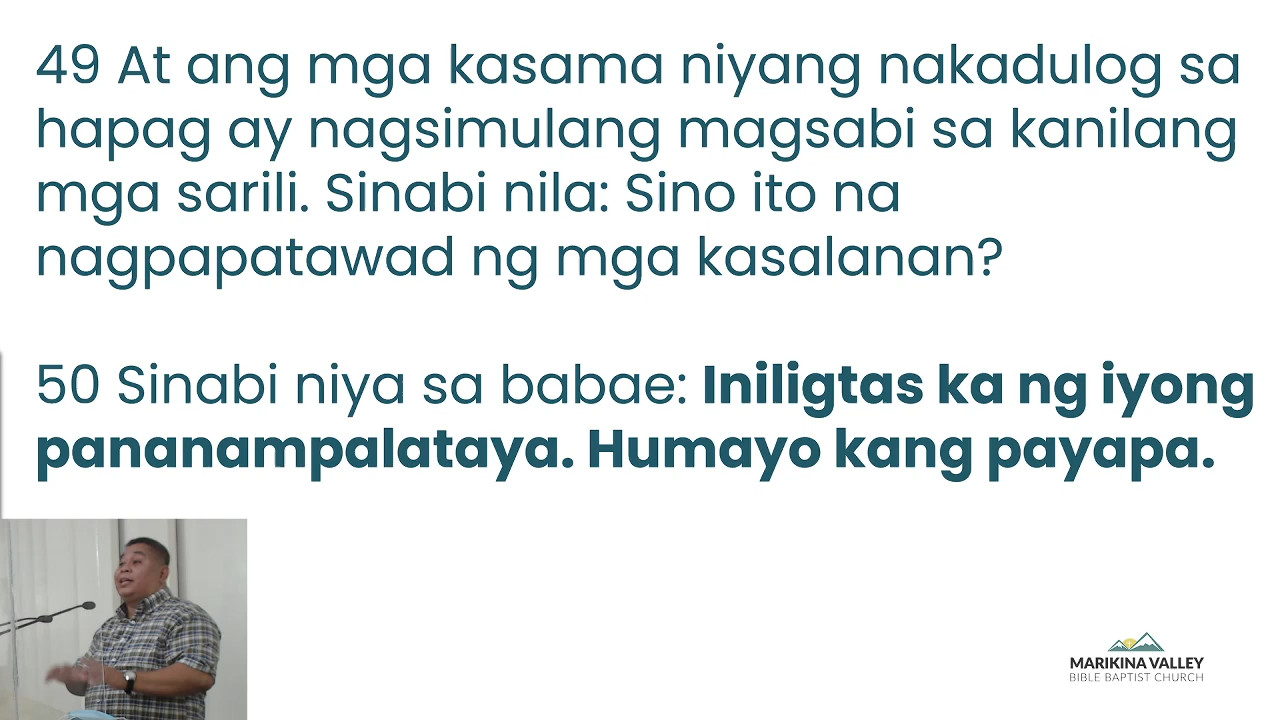 49 At ang mga kasama niyang nakadulog sa
hapag ay nagsimulang magsabi sa kanilang
mga sarili. Sinabi nila: Sino ito na
nagpapatawad ng mga kasalanan?
50 Sinabi niya sa babae: Iniligtas ka ng iyong
pananampalataya. Humayo kang payapa.
MARIKINA VALLEY
BIBLE BAPTIST CHURCH